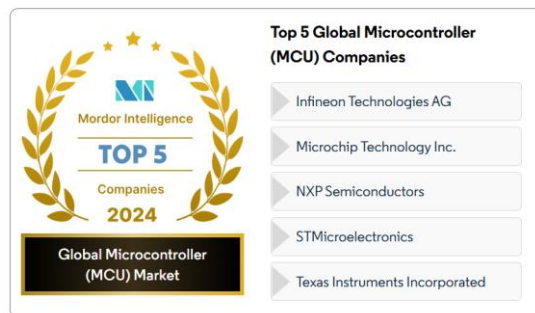 Mordor Intelligence
TOP 5
Companies
2024
Global Microcontroller
(MCU) Market
Top 5 Global Microcontroller
(MCU) Companies
Infineon Technologies AG
Microchip Technology Inc.
NXP Semiconductors
STMicroelectronics
Texas Instruments Incorporated